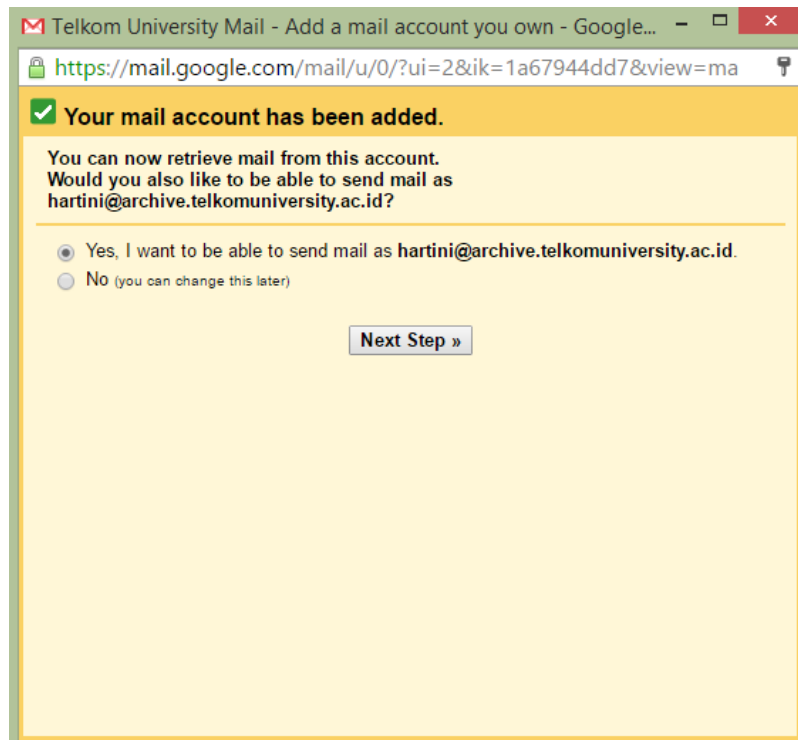 Telkom University Mail - Add a mail account you own - Google...
https://mail.google.com/mail/u/0/?ui=2&ik=1a67944dd7&view=ma
Your mail account has been added.
You can now retrieve mail from this account.
Would you also like to be able to send mail as
hartini@archive.telkomuniversity.ac.id?
Yes, I want to be able to send mail as hartini@archive.telkomuniversity.ac.id.
No (you can change this later)
Next Step »